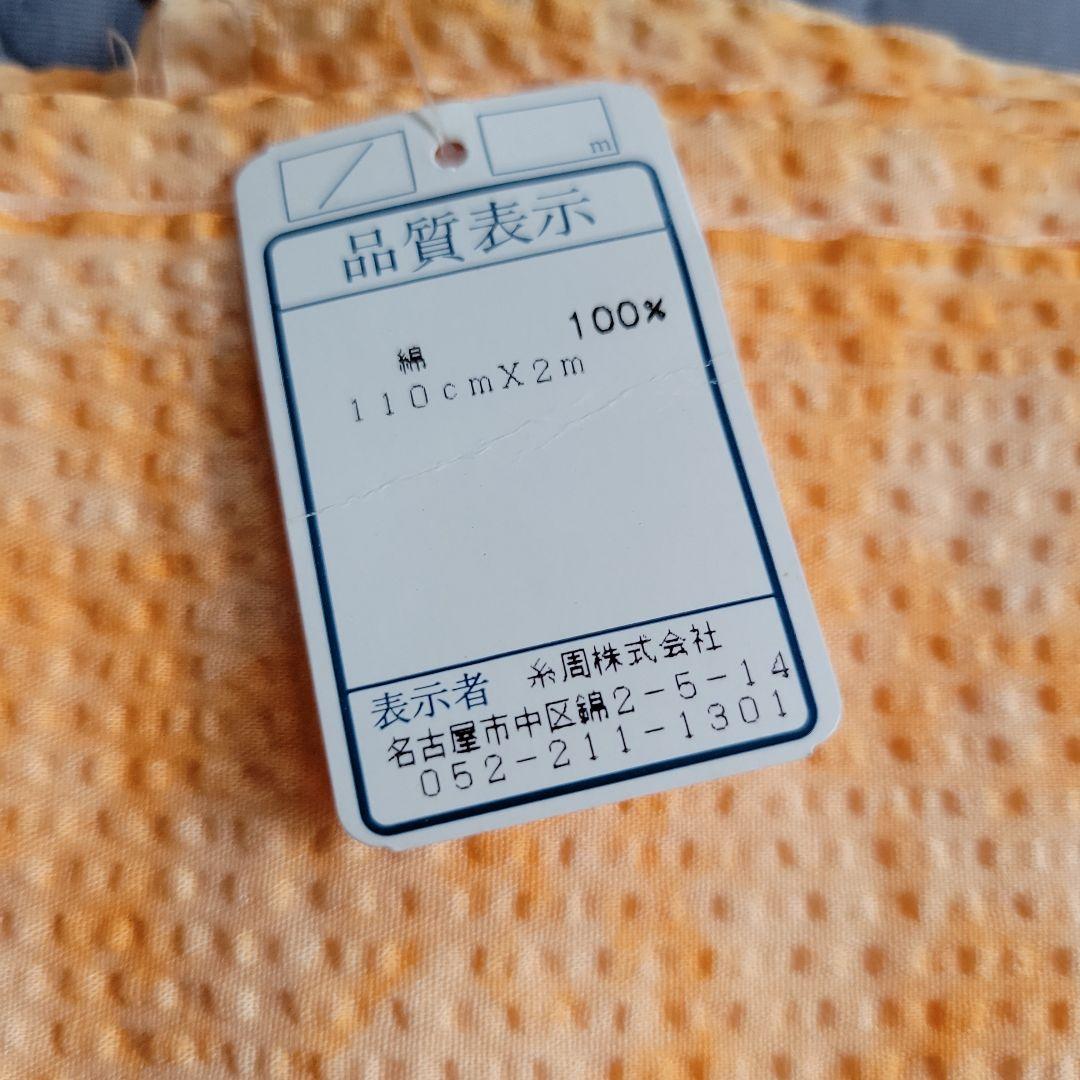 m
品質表示
綿 100%
110cmX2m
表示者 糸周株式会社
名古屋市中区錦2-5-14
052-211-1301